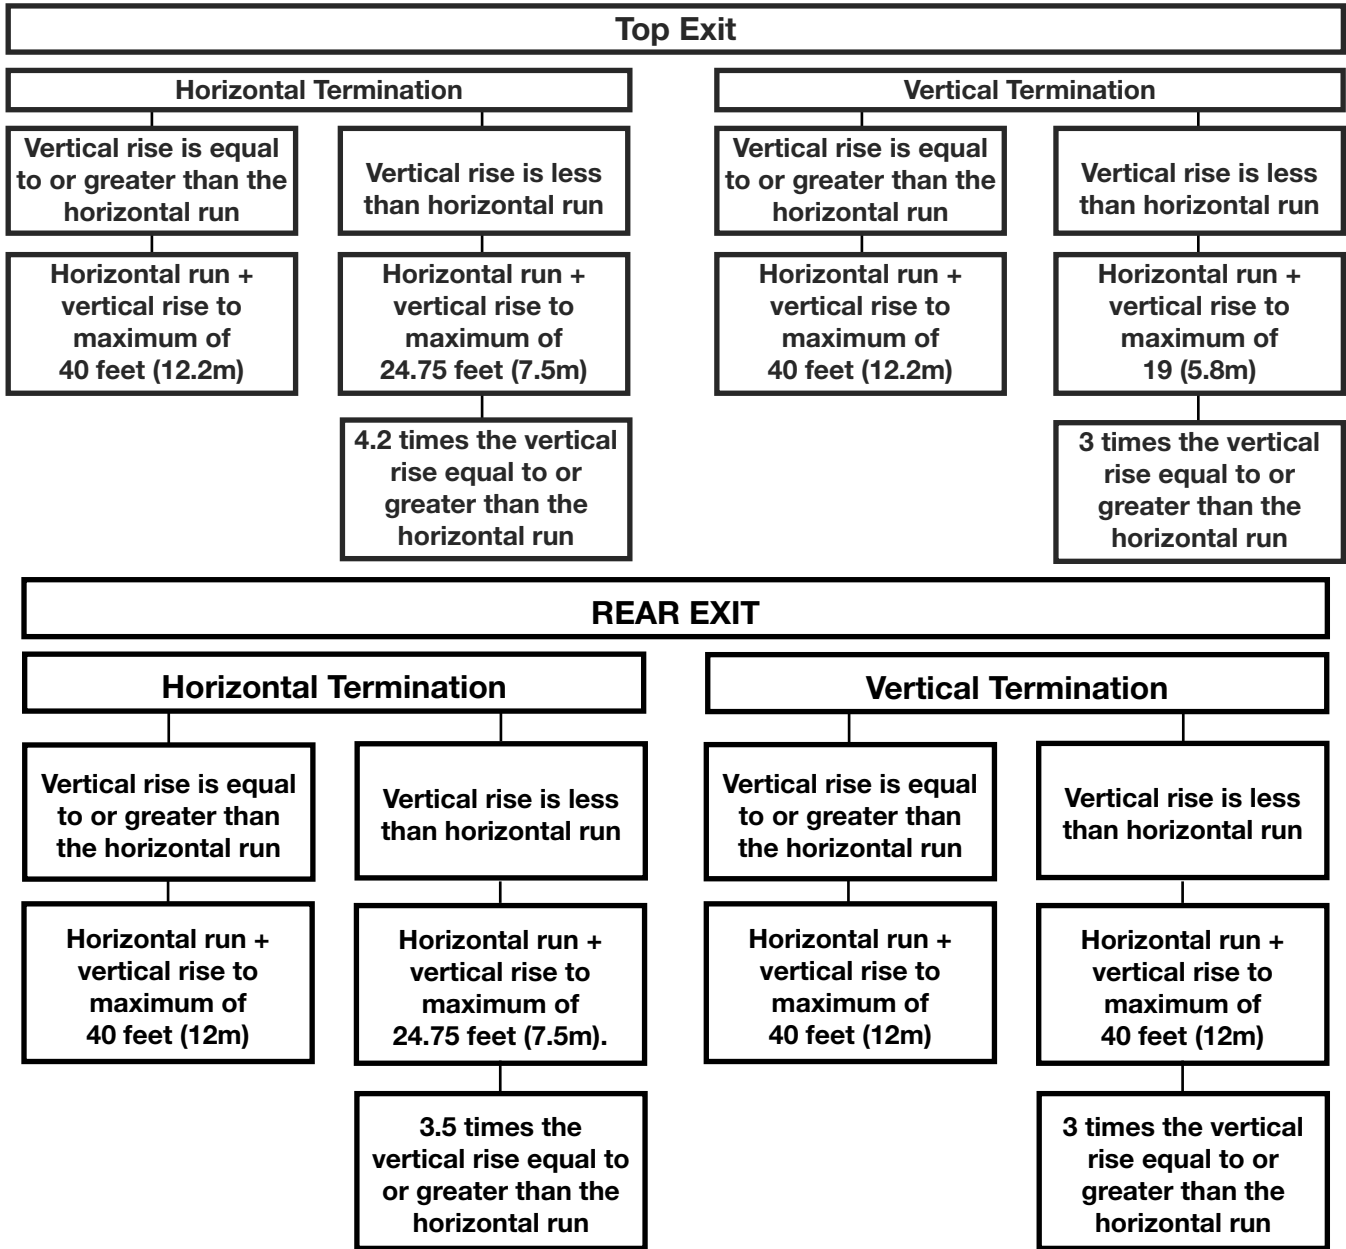 Top Exit
Horizontal Termination
Vertical rise is equal
to or greater than the
horizontal run
Horizontal run +
vertical rise to
maximum of
40 feet (12.2m)
Vertical rise is less
than horizontal run
Horizontal run +
vertical rise to
maximum of
24.75 feet (7.5m)
4.2 times the vertical
rise equal to or
greater than the
horizontal run
Vertical Termination
Vertical rise is equal
to or greater than the
horizontal run
Horizontal run +
vertical rise to
maximum of
40 feet (12.2m)
Vertical rise is less
than horizontal run
Horizontal run +
vertical rise to
maximum of
19 (5.8m)
3 times the vertical
rise equal to or
greater than the
horizontal run
REAR EXIT
Horizontal Termination
Vertical rise is equal
to or greater than
the horizontal run
Horizontal run +
vertical rise to
maximum of
40 feet (12m)
Vertical rise is less
than horizontal run
Horizontal run +
vertical rise to
maximum of
24.75 feet (7.5m).
3.5 times the
vertical rise equal to
or greater than the
horizontal run
Vertical Termination
Vertical rise is equal
to or greater than
the horizontal run
Horizontal run +
vertical rise to
maximum of
40 feet (12m)
Vertical rise is less
than horizontal run
Horizontal run +
vertical rise to
maximum of
40 feet (12m)
3 times the vertical
rise equal to or
greater than the
horizontal run